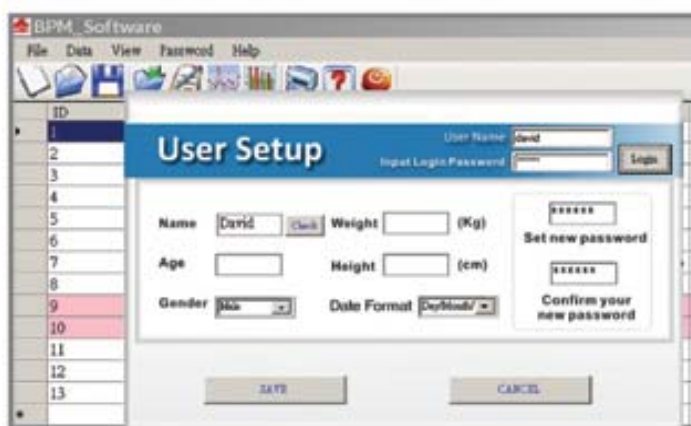 BPM_Software
File Data View Password Help
ID
1
2
3
4
5
6
7
8
9
10
11
12
13
User Setup
User Name david
Input Login Password ******
Login
Name David Check Weight (Kg)
Age Height (cm)
Gender Male Date Format Day/Month/
******
Set new password
******
Confirm your
new password
SAVE CANCEL